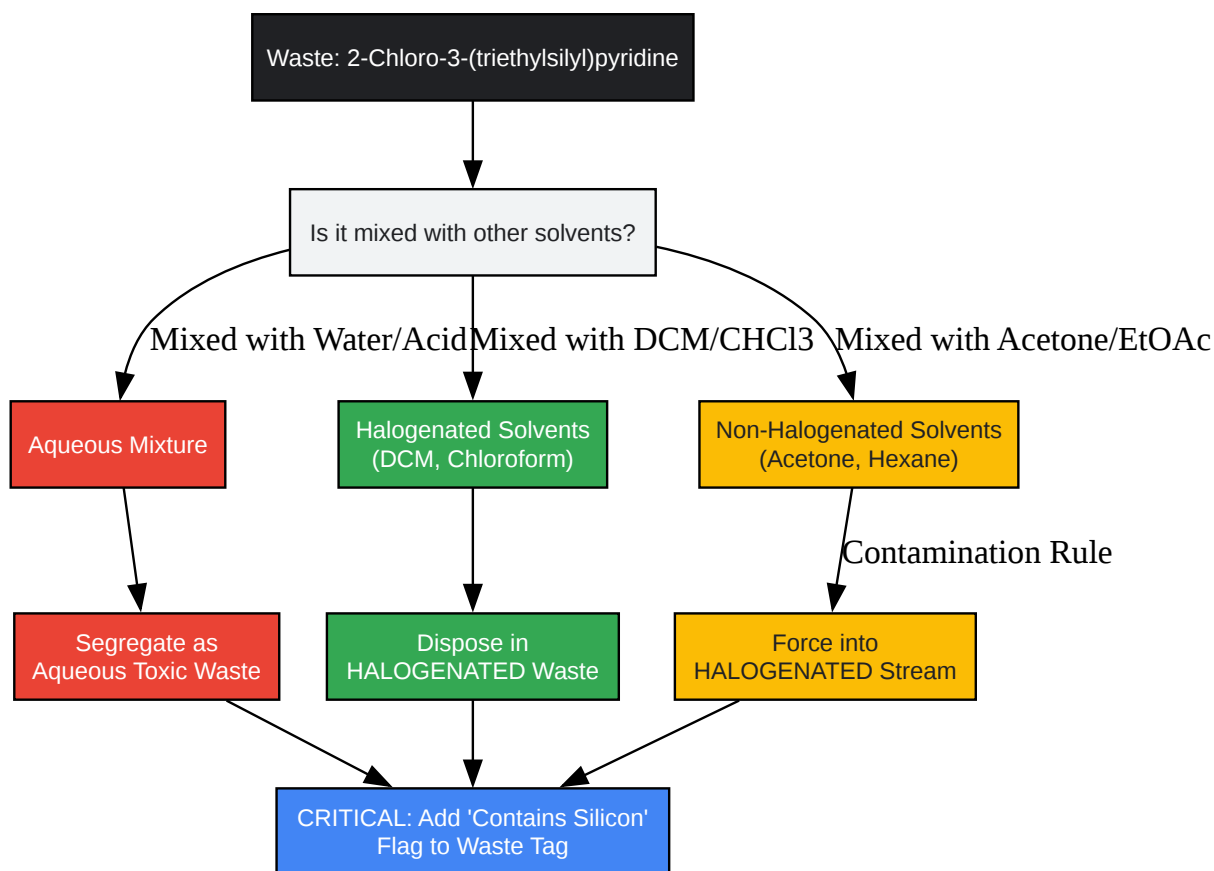 Waste: 2-Chloro-3-(triethylsilyl)pyridine
Is it mixed with other solvents?
Mixed with Water/Acid
Mixed with DCM/CHCl3
Mixed with Acetone/EtOAc
Aqueous Mixture
Halogenated Solvents
(DCM, Chloroform)
Non-Halogenated Solvents
(Acetone, Hexane)
Contamination Rule
Segregate as
Aqueous Toxic Waste
Dispose in
HALOGENATED Waste
Force into
HALOGENATED Stream
CRITICAL: Add 'Contains Silicon'
Flag to Waste Tag